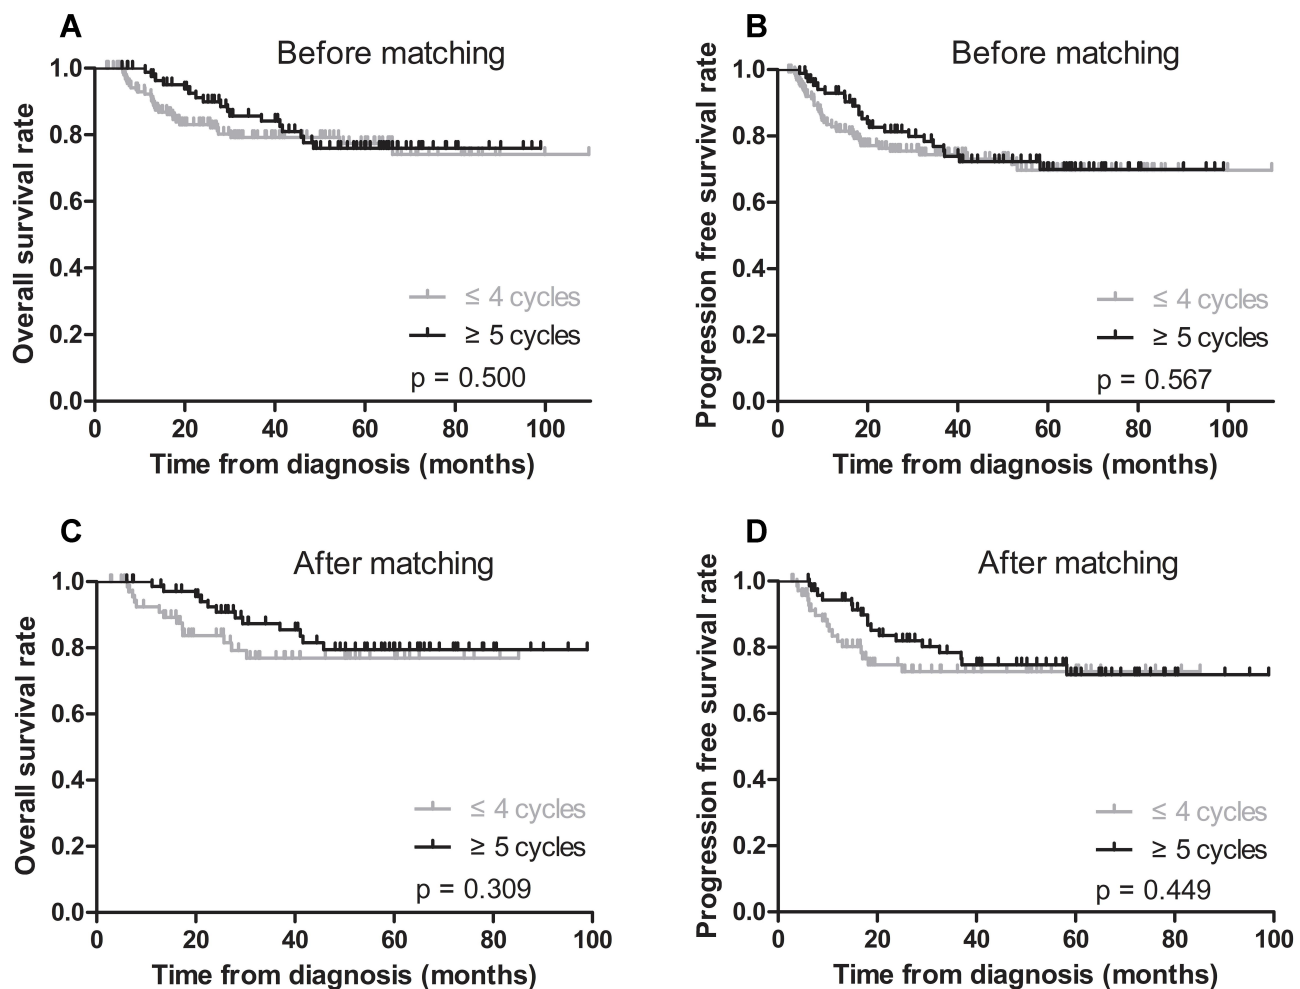 A
Before matching
Overall survival rate
1.0
0.8
0.6
0.4
0.2
0.0
≤ 4 cycles
≥ 5 cycles
p = 0.500
0 20 40 60 80 100
Time from diagnosis (months)
B
Before matching
Progression free survival rate
1.0
0.8
0.6
0.4
0.2
0.0
≤ 4 cycles
≥ 5 cycles
p = 0.567
0 20 40 60 80 100
Time from diagnosis (months)
C
After matching
Overall survival rate
1.0
0.8
0.6
0.4
0.2
0.0
≤ 4 cycles
≥ 5 cycles
p = 0.309
0 20 40 60 80 100
Time from diagnosis (months)
D
After matching
Progression free survival rate
1.0
0.8
0.6
0.4
0.2
0.0
≤ 4 cycles
≥ 5 cycles
p = 0.449
0 20 40 60 80 100
Time from diagnosis (months)